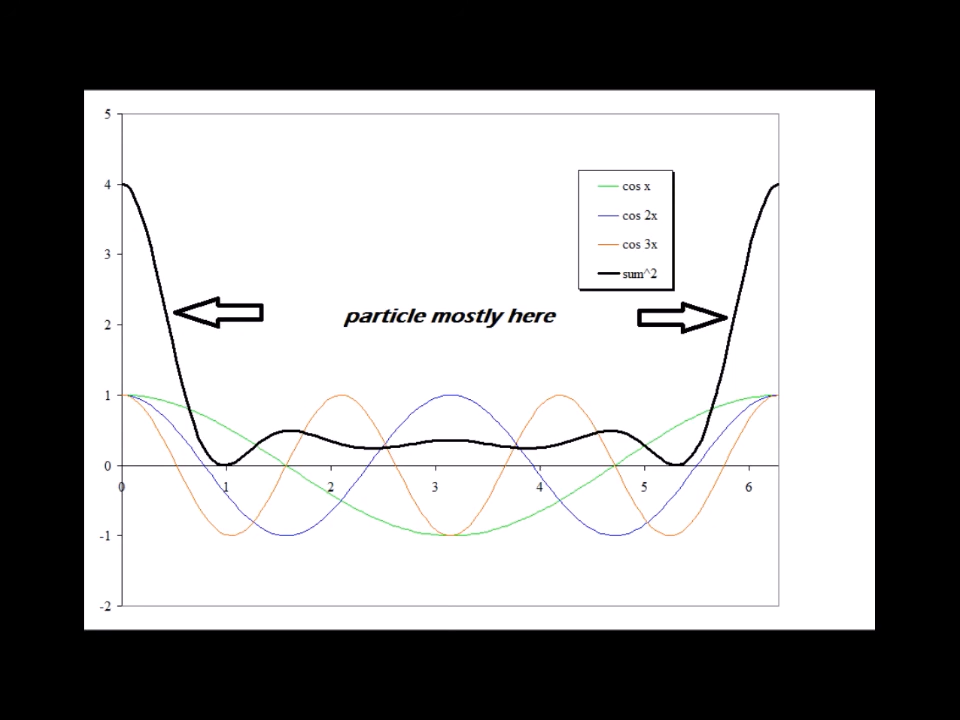 5
4
3
2
1
0
-1
-2
0 1 2 3 4 5 6
cos x
cos 2x
cos 3x
sum^2
particle mostly here